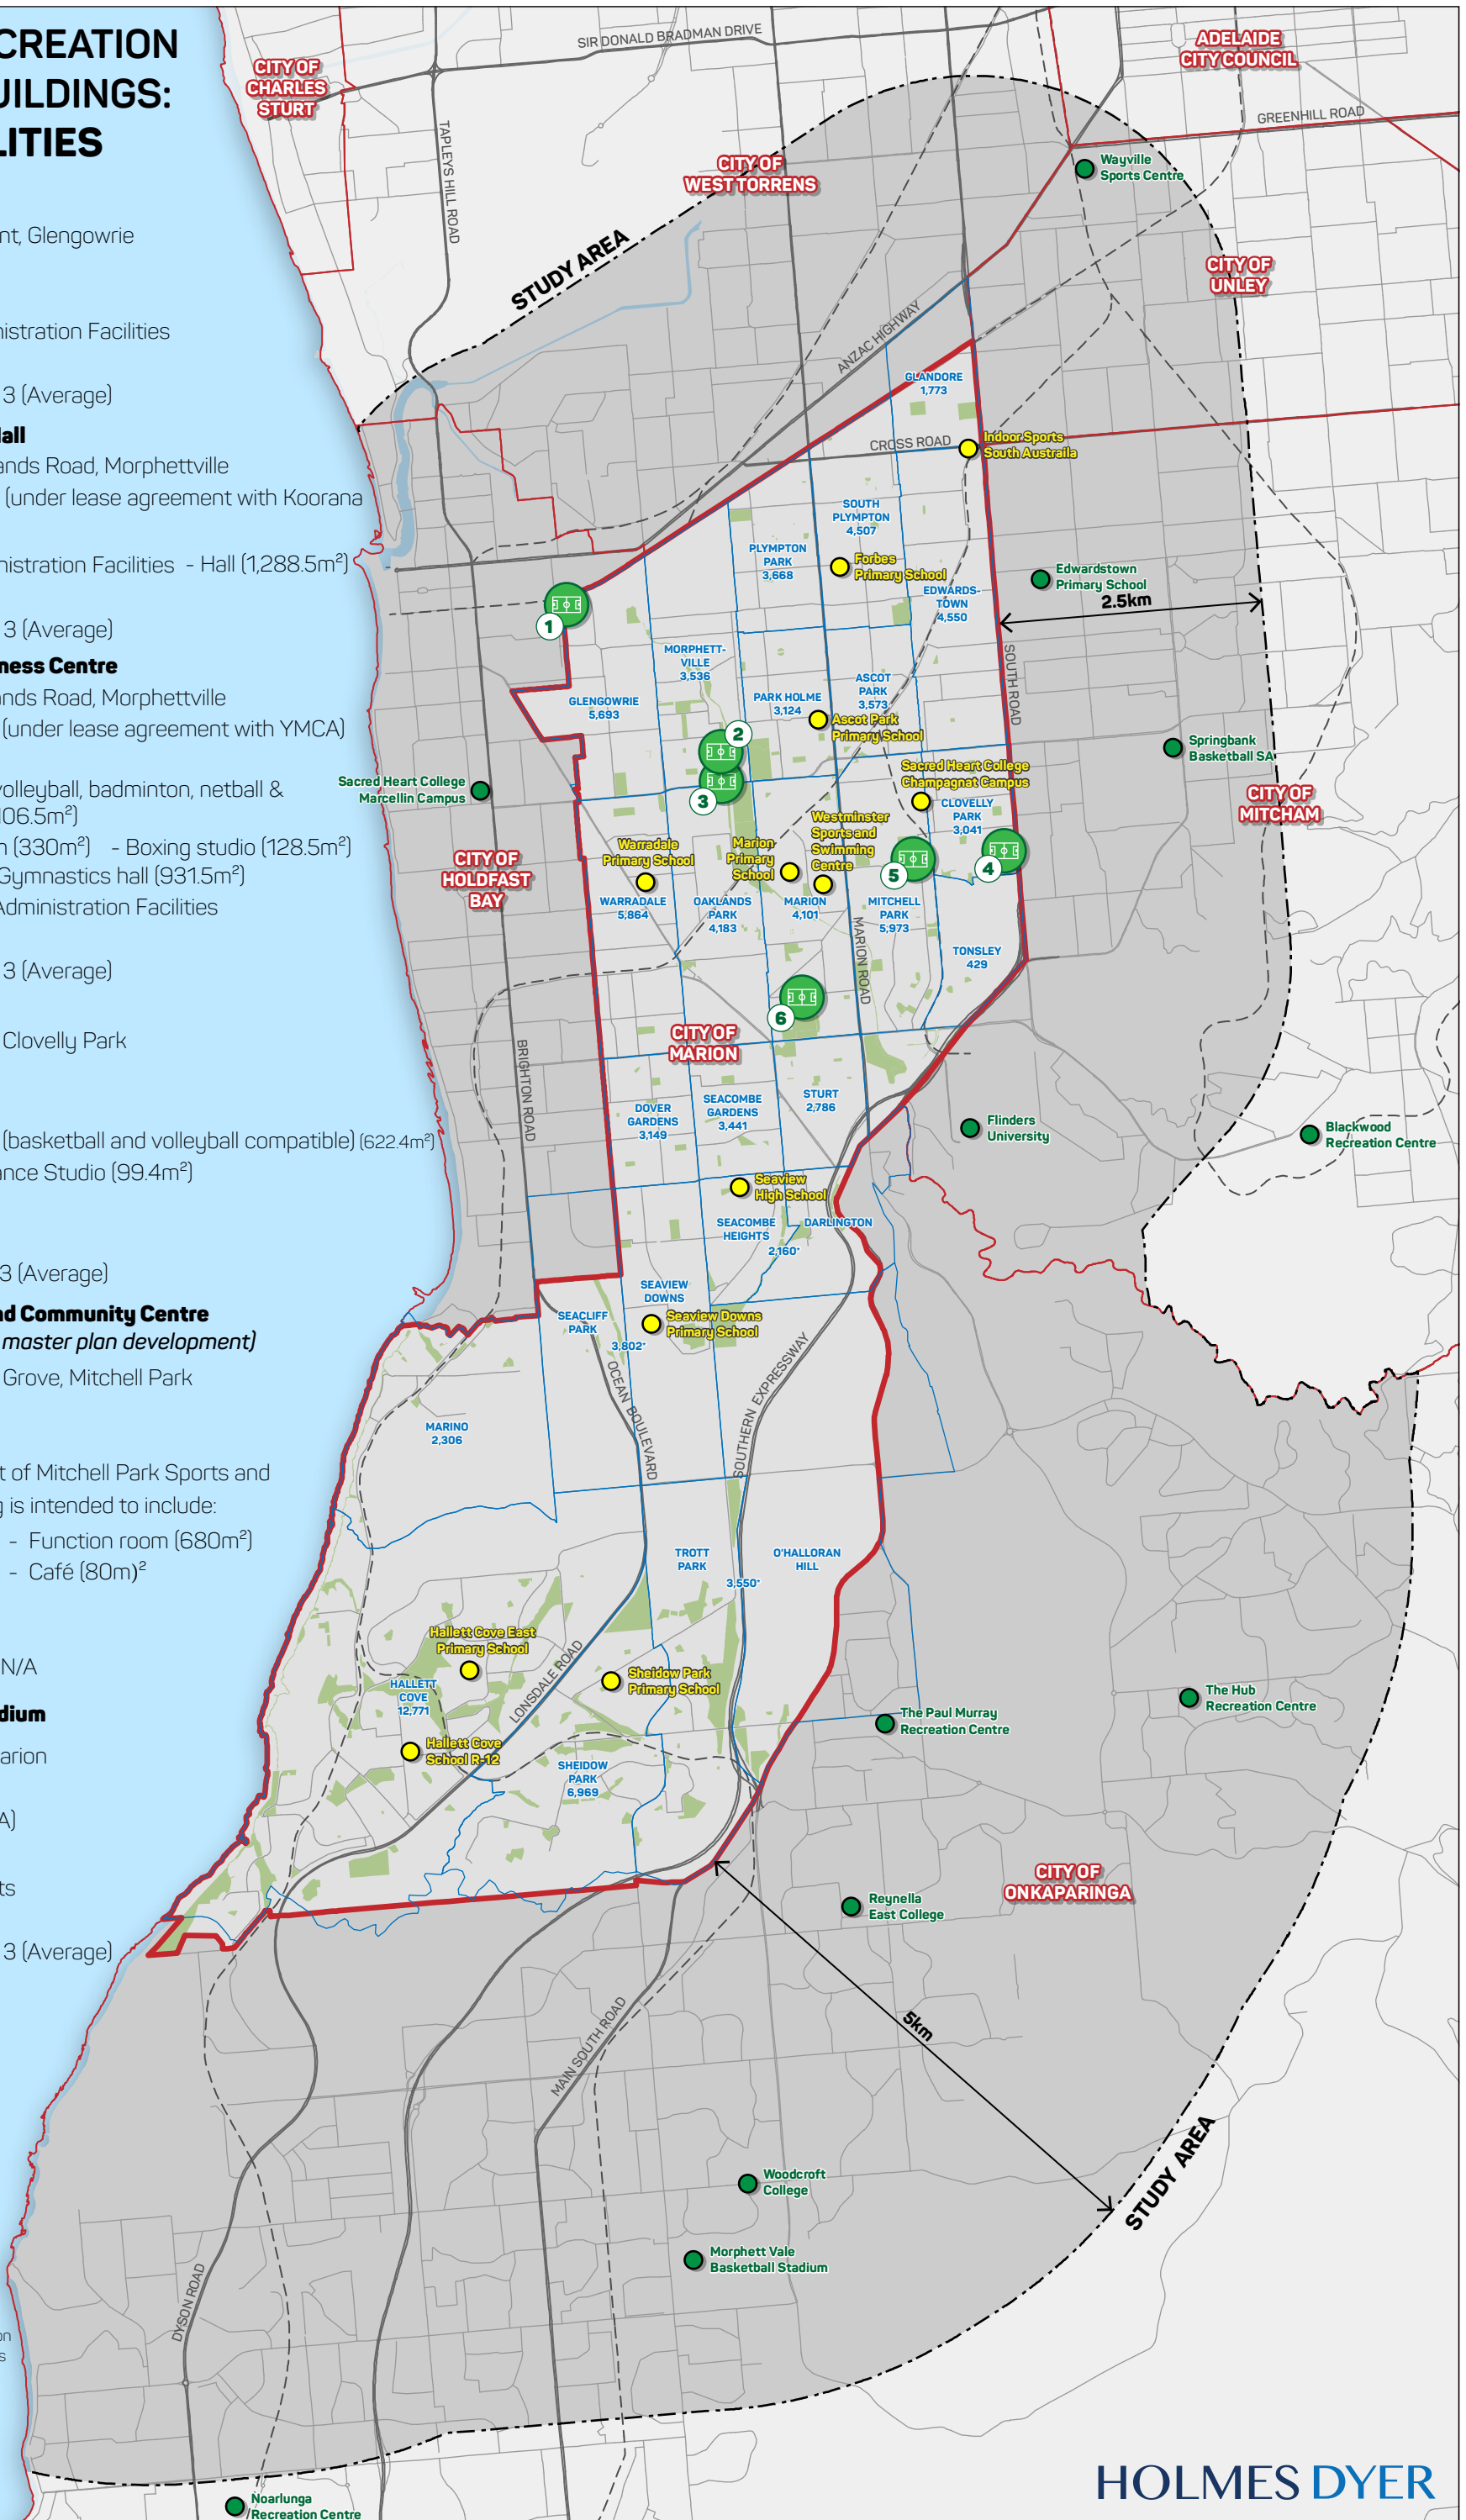 CREATION
UILDINGS:
LITIES
nt, Glengowrie
nistration Facilities
3 (Average)
Hall
ands Road, Morphettville
(under lease agreement with Koorana
nistration Facilities - Hall (1,288.5m²)
3 (Average)
ness Centre
ands Road, Morphettville
(under lease agreement with YMCA)
volleyball, badminton, netball &
106.5m²)
n (330m²) - Boxing studio (128.5m²)
Gymnastics hall (931.5m²)
Administration Facilities
3 (Average)
Clovelly Park
(basketball and volleyball compatible) (622.4m²)
ance Studio (99.4m²)
3 (Average)
nd Community Centre
master plan development)
Grove, Mitchell Park
t of Mitchell Park Sports and
g is intended to include:
- Function room (680m²)
- Café (80m)²
N/A
dium
arion
A)
ts
3 (Average)
on
s
CITY OF
CHARLES
STURT
SIR DONALD BRADMAN DRIVE
ADELAIDE
CITY COUNCIL
GREENHILL ROAD
TAPLEYS HILL ROAD
CITY OF
WEST TORRENS
Wayville
Sports Centre
STUDY AREA
CITY OF
UNLEY
ANZAC HIGHWAY
GLANDORE
1,773
CROSS ROAD
Indoor Sports
South Austraila
SOUTH
PLYMPTON
4,507
PLYMPTON
PARK
3,668
Forbes
Primary School
EDWARDS-
TOWN
4,550
Edwardstown
Primary School
2.5km
1
SOUTH ROAD
MORPHETT-
VILLE
3,536
GLENGOWRIE
5,693
PARK HOLME
3,124
ASCOT
PARK
3,573
Ascot Park
Primary School
2
3
Springbank
Basketball SA
Sacred Heart College
Marcellin Campus
Sacred Heart College
Champagnat Campus
CLOVELLY
PARK
3,041
CITY OF
MITCHAM
Westminster
Sports and
Swimming
Centre
Warradale
Primary School
Marion
Primary
School
CITY OF
HOLDFAST
BAY
5
4
WARRADALE
5,864
OAKLANDS
PARK
4,183
MARION
4,101
MITCHELL
PARK
5,973
MARION ROAD
TONSLEY
429
6
CITY OF
MARION
BRIGHTON ROAD
DOVER
GARDENS
3,149
SEACOMBE
GARDENS
3,441
STURT
2,786
Flinders
University
Blackwood
Recreation Centre
Seaview
High School
SEACOMBE
HEIGHTS
DARLINGTON
2,160*
SEAVIEW
DOWNS
SEACLIFF
PARK
3,802*
Seaview Downs
Primary School
OCEAN BOULEVARD
SOUTHERN EXPRESSWAY
MARINO
2,306
TROTT
PARK
O'HALLORAN
HILL
3,550*
Hallett Cove East
Primary School
LONSDALE ROAD
HALLETT
COVE
12,771
Sheidow Park
Primary School
The Hub
Recreation Centre
The Paul Murray
Recreation Centre
Hallett Cove
School R-12
SHEIDOW
PARK
6,969
CITY OF
ONKAPARINGA
Reynella
East College
5km
MAIN SOUTH ROAD
STUDY AREA
Woodcroft
College
Morphett Vale
Basketball Stadium
DYSON ROAD
Noarlunga
Recreation Centre
HOLMES DYER